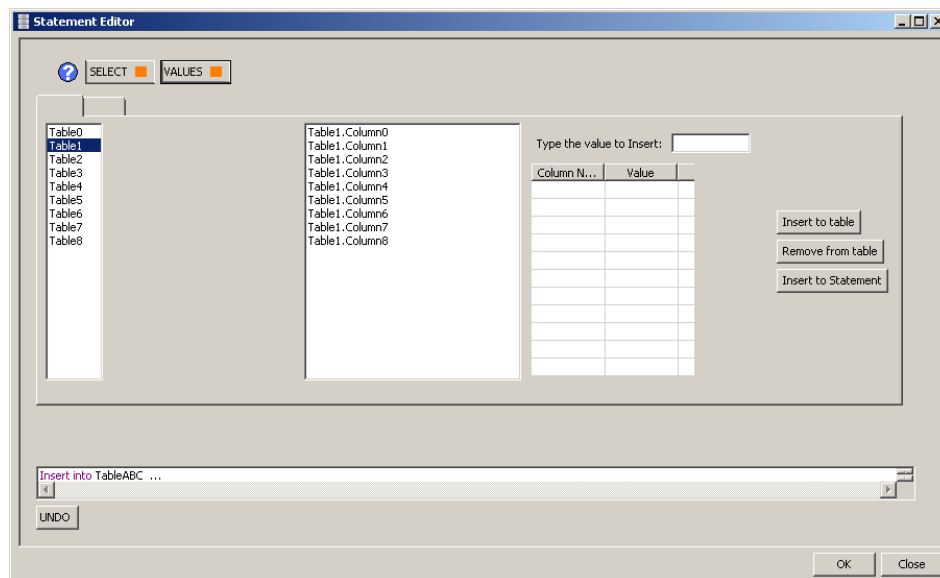 Statement Editor
? SELECT VALUES
Table0
Table1
Table2
Table3
Table4
Table5
Table6
Table7
Table8
Table1.Column0
Table1.Column1
Table1.Column2
Table1.Column3
Table1.Column4
Table1.Column5
Table1.Column6
Table1.Column7
Table1.Column8
Type the value to Insert:
Column N... Value
Insert to table
Remove from table
Insert to Statement
Insert into TableABC ...
UNDO
OK Close